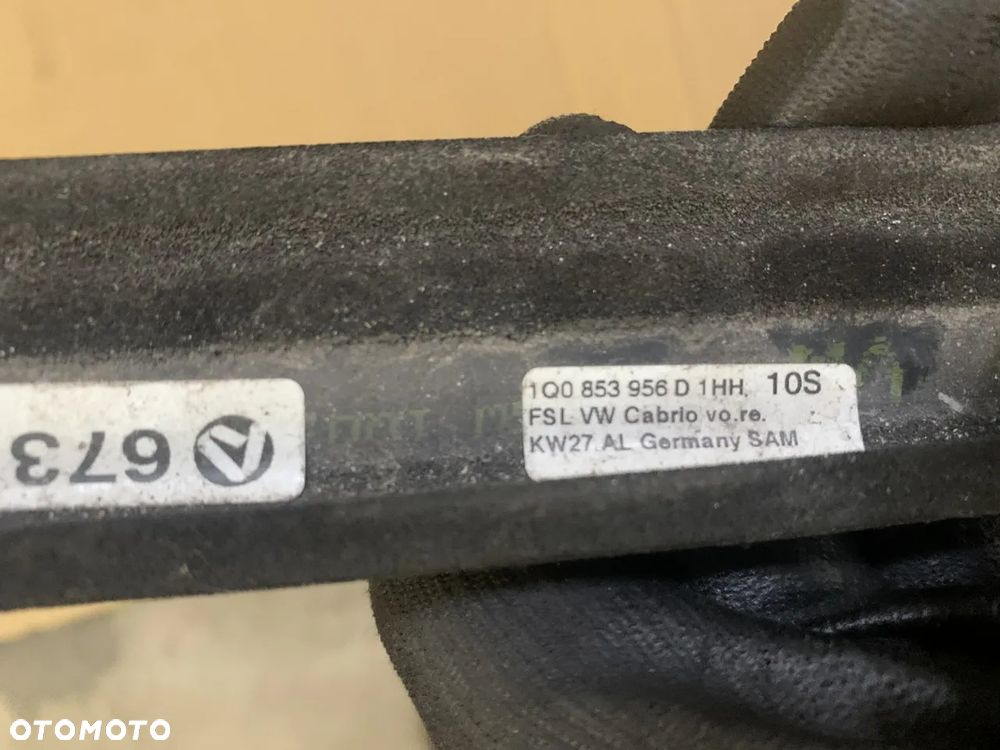 1Q0 853 956 D 1HH 10S
FSL VW Cabrio vo.re.
KW27 AL Germany SAM
673
OTOMOTO